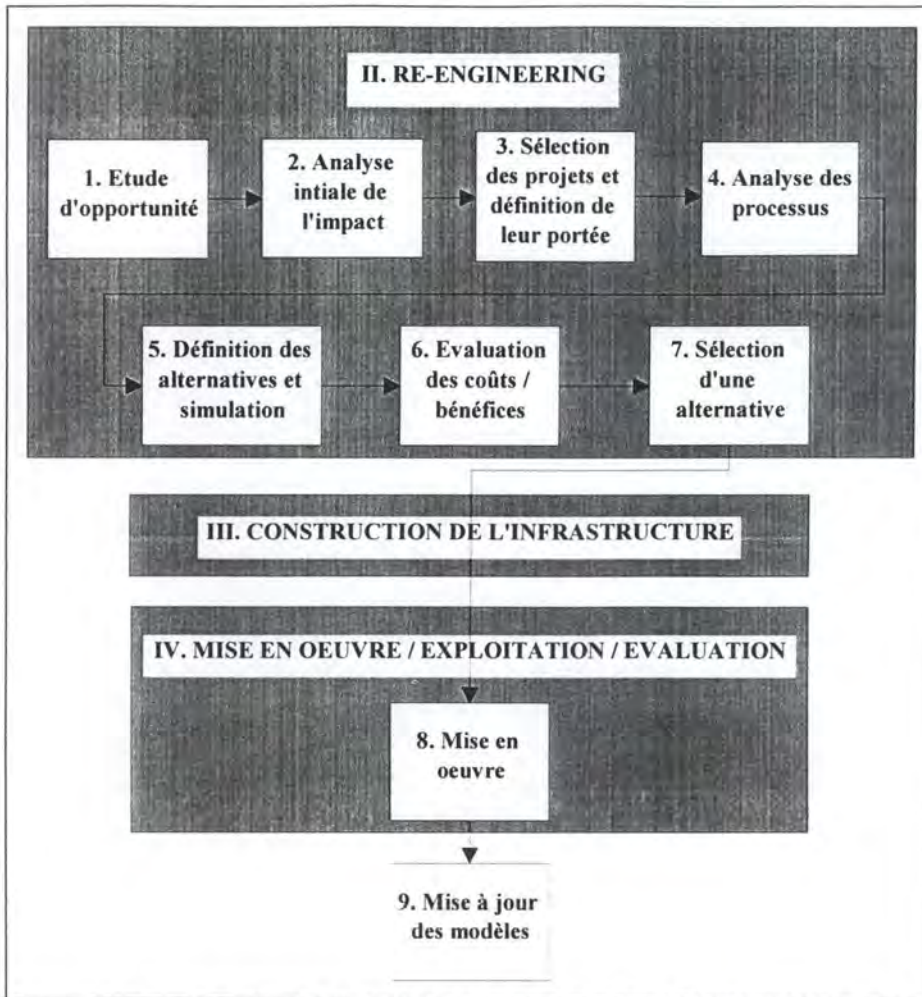 II. RE-ENGINEERING
1. Etude
d'opportunité
2. Analyse
intiale de
l'impact
3. Sélection
des projets et
définition de
leur portée
4. Analyse des
processus
5. Définition des
alternatives et
simulation
6. Evaluation
des coûts /
bénéfices
7. Sélection
d'une
alternative
III. CONSTRUCTION DE L'INFRASTRUCTURE
IV. MISE EN OEUVRE / EXPLOITATION / EVALUATION
8. Mise en
oeuvre
9. Mise à jour
des modèles